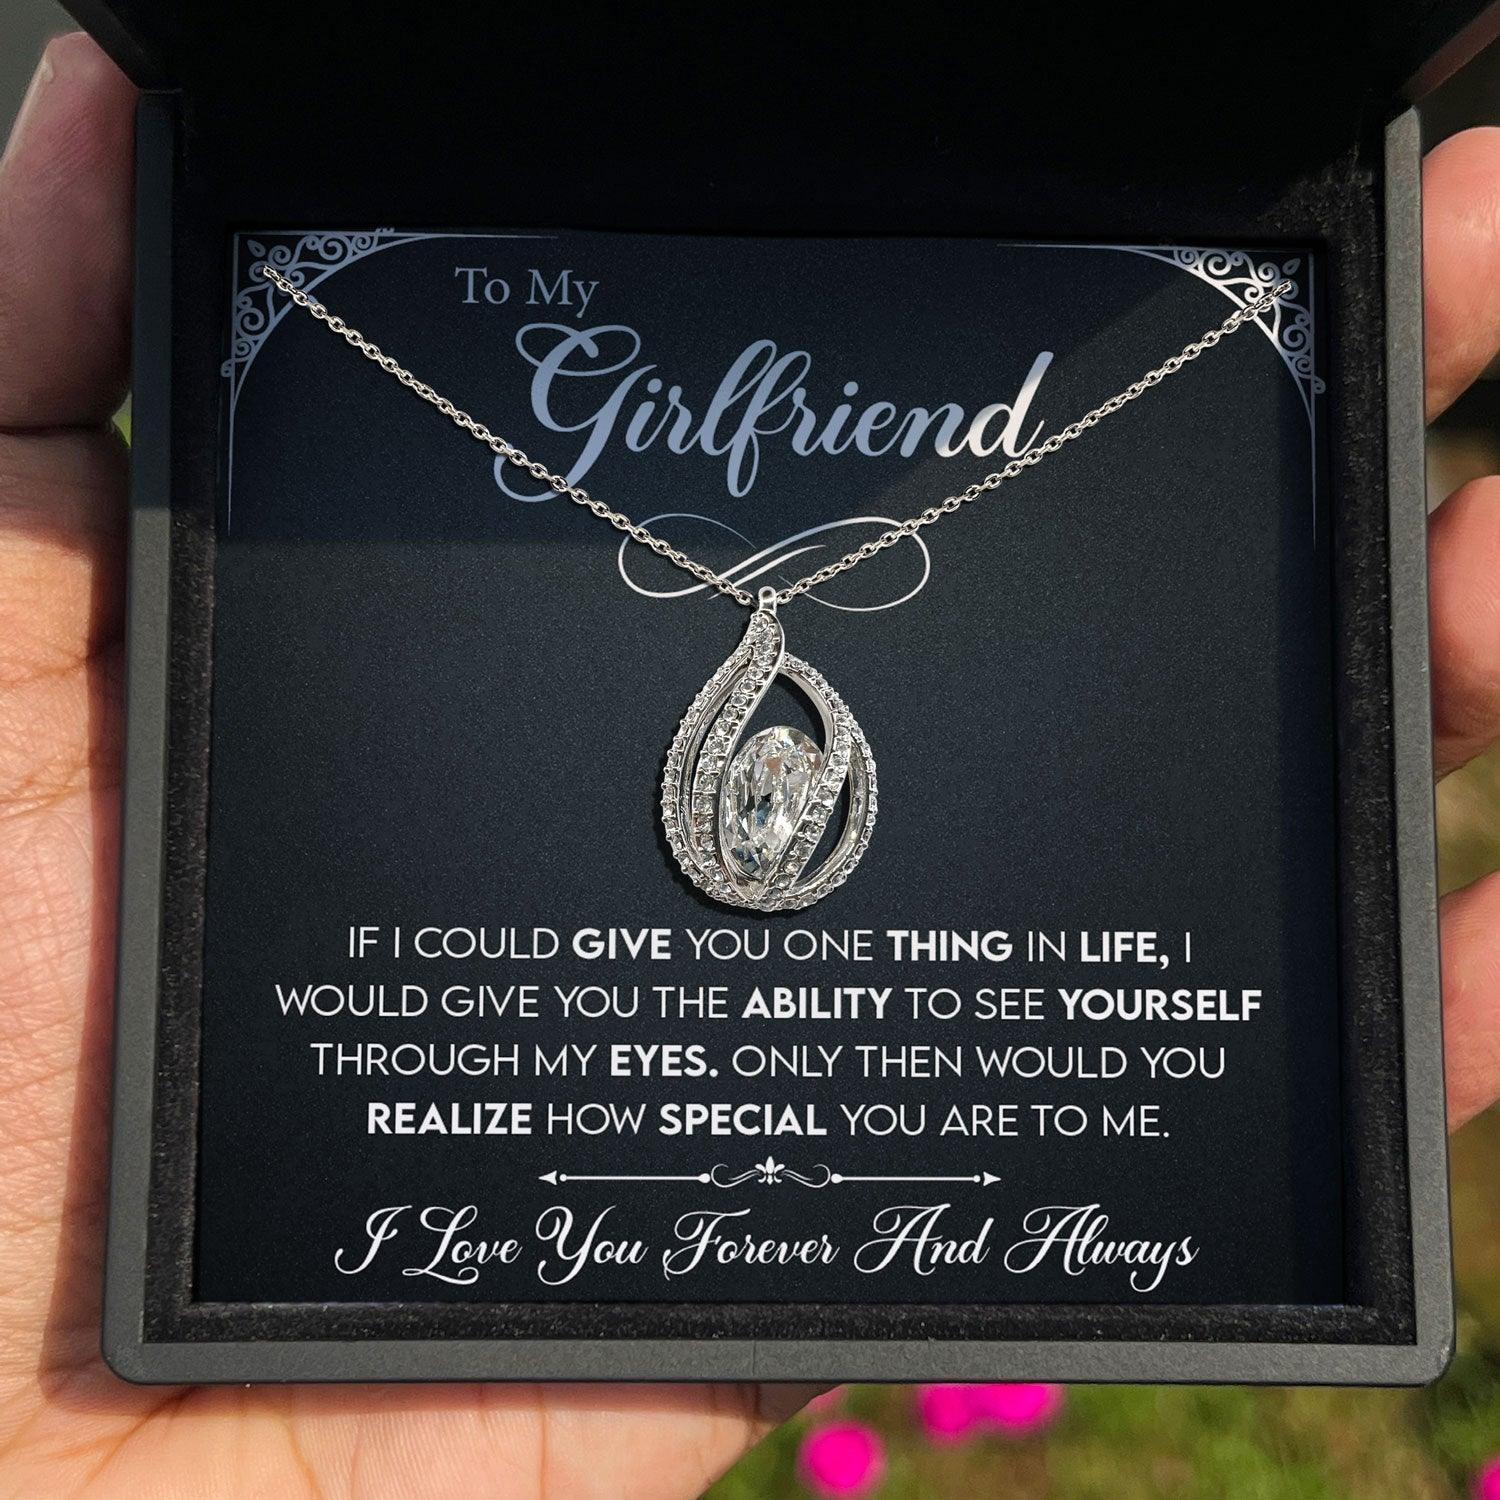 To My
Girlfriend
IF I COULD GIVE YOU ONE THING IN LIFE, I
WOULD GIVE YOU THE ABILITY TO SEE YOURSELF
THROUGH MY EYES. ONLY THEN WOULD YOU
REALIZE HOW SPECIAL YOU ARE TO ME.
I Love You Forever And Always